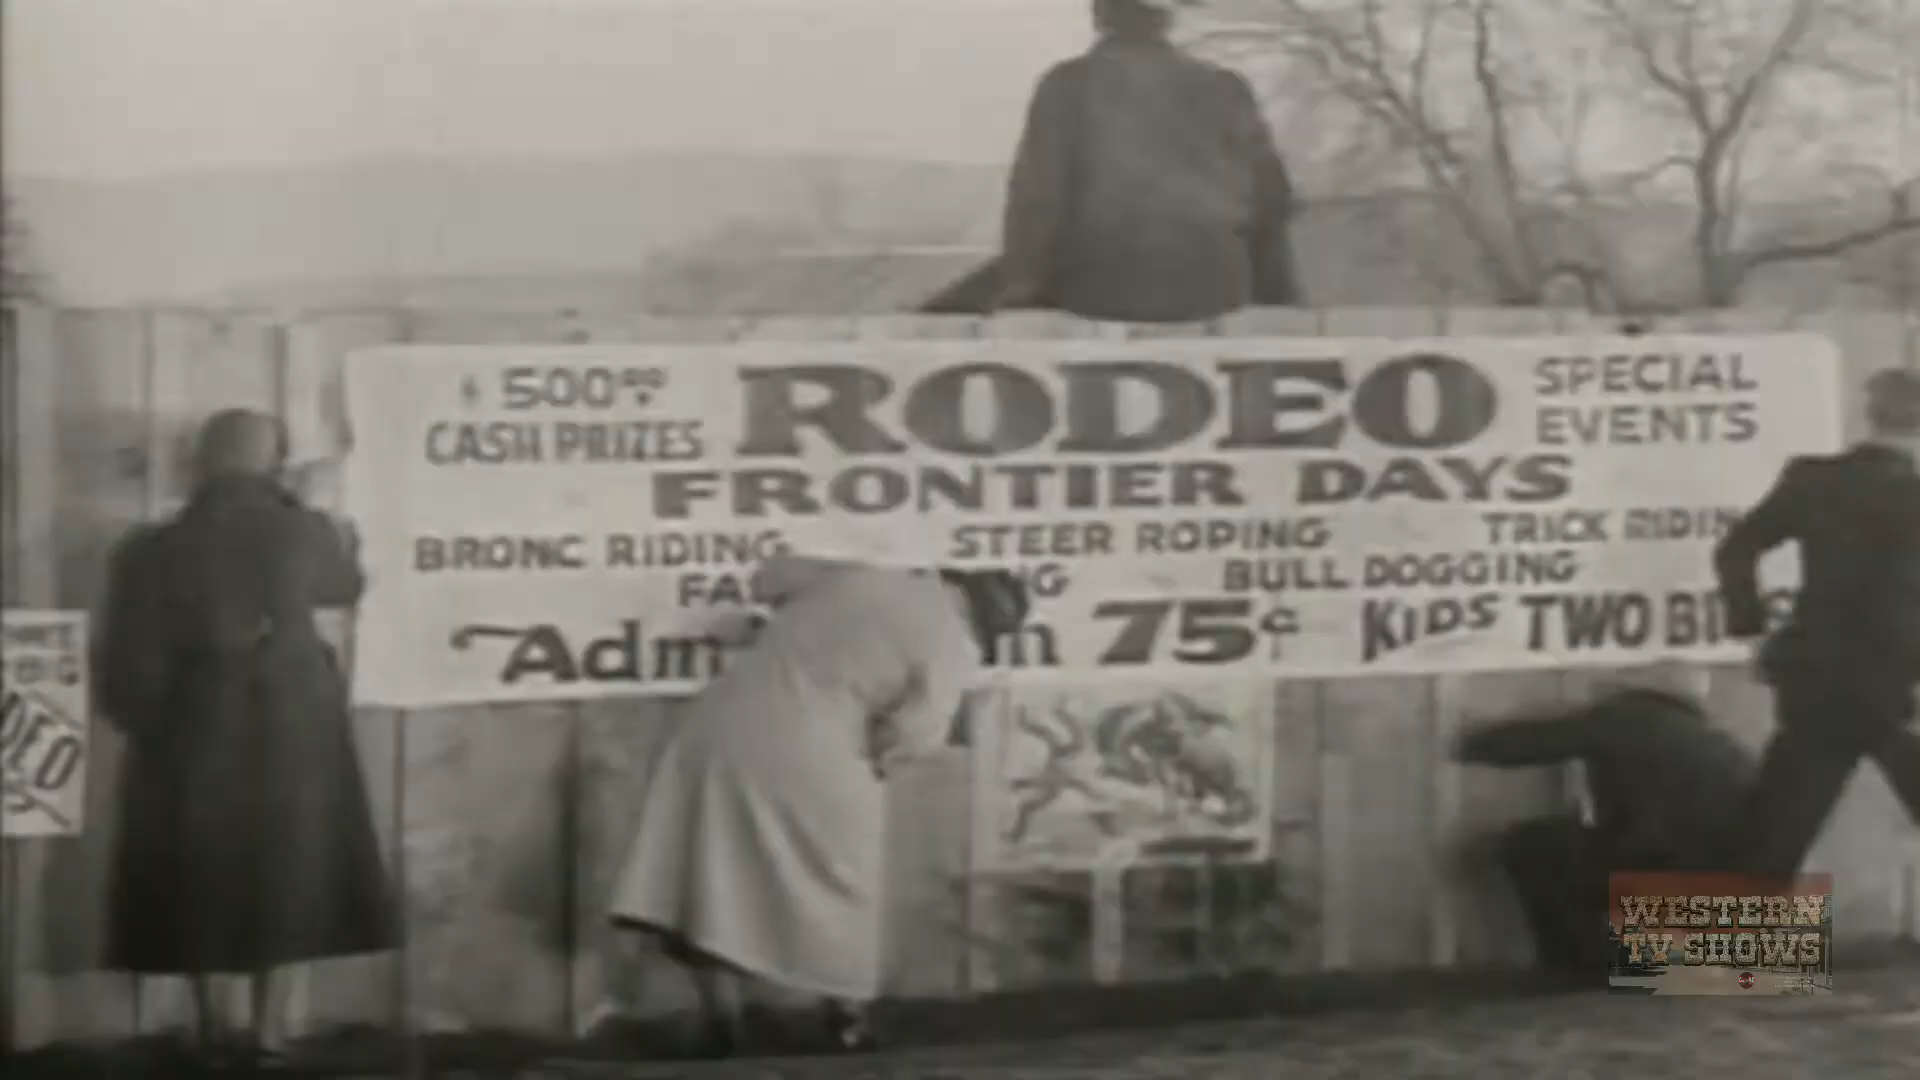 $500.00
CASH PRIZES
RODEO
SPECIAL
EVENTS
FRONTIER DAYS
BRONC RIDING STEER ROPING TRICK RIDIN
BULL DOGGING
75¢ KIDS TWO BI
WESTERN
TV SHOWS